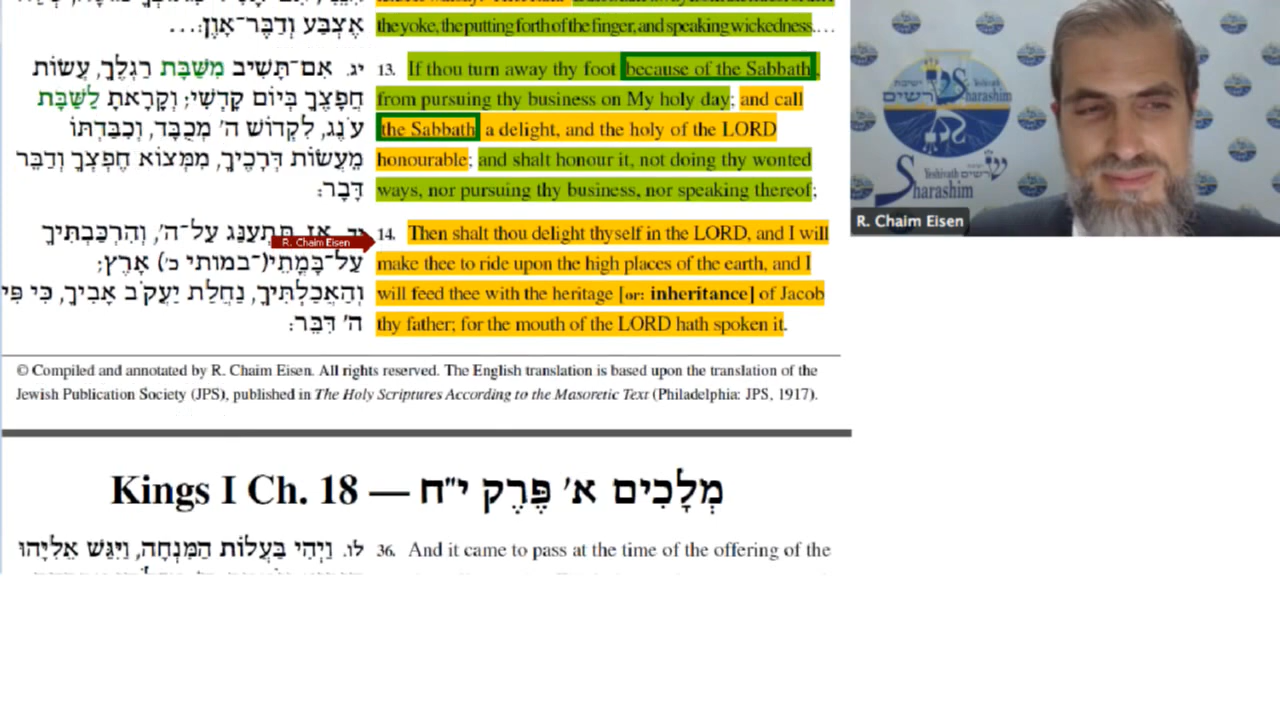 אֶצְבַּע וְדַבֶּר־אָוֶן:...
the yoke, the putting forth of the finger, and speaking wickedness....
יג. אִם־תָּשִׁיב מִשַּׁבָּת רַגְלֶךָ, עֲשׂוֹת
חֲפָצֶךָ בְּיוֹם קָדְשִׁי; וְקָרָאתָ לַשַּׁבָּת
עֹנֶג, לִקְדוֹשׁ ה' מְכֻבָּד, וְכִבַּדְתּוֹ
מֵעֲשׂוֹת דְּרָכֶיךָ, מִמְּצוֹא חֶפְצְךָ וְדַבֵּר
דָּבָר:
13. If thou turn away thy foot because of the Sabbath,
from pursuing thy business on My holy day; and call
the Sabbath a delight, and the holy of the LORD
honourable; and shalt honour it, not doing thy wonted
ways, nor pursuing thy business, nor speaking thereof;
תִּתְעַנַּג עַל־ה', וְהִרְכַּבְתִּיךָ
עַל־בָּמֳתֵי(־במותי כ') אָרֶץ;
וְהַאֲכַלְתִּיךָ, נַחֲלַת יַעֲקֹב אָבִיךָ, כִּי פִּי
ה' דִּבֵּר:
R. Chaim Eisen
14. Then shalt thou delight thyself in the LORD, and I will
make thee to ride upon the high places of the earth, and I
will feed thee with the heritage [or: inheritance] of Jacob
thy father; for the mouth of the LORD hath spoken it.
© Compiled and annotated by R. Chaim Eisen. All rights reserved. The English translation is based upon the translation of the
Jewish Publication Society (JPS), published in The Holy Scriptures According to the Masoretic Text (Philadelphia: JPS, 1917).
Kings I Ch. 18 — מְלָכִים א' פֶּרֶק י"ח
לו. וַיְהִי בַּעֲלוֹת הַמִּנְחָה, וַיִּגַּשׁ אֵלִיָּהוּ
36. And it came to pass at the time of the offering of the
ישיבת
שרשים
Sharashim
Yeshivath
שרשים
Sharashim
R. Chaim Eisen